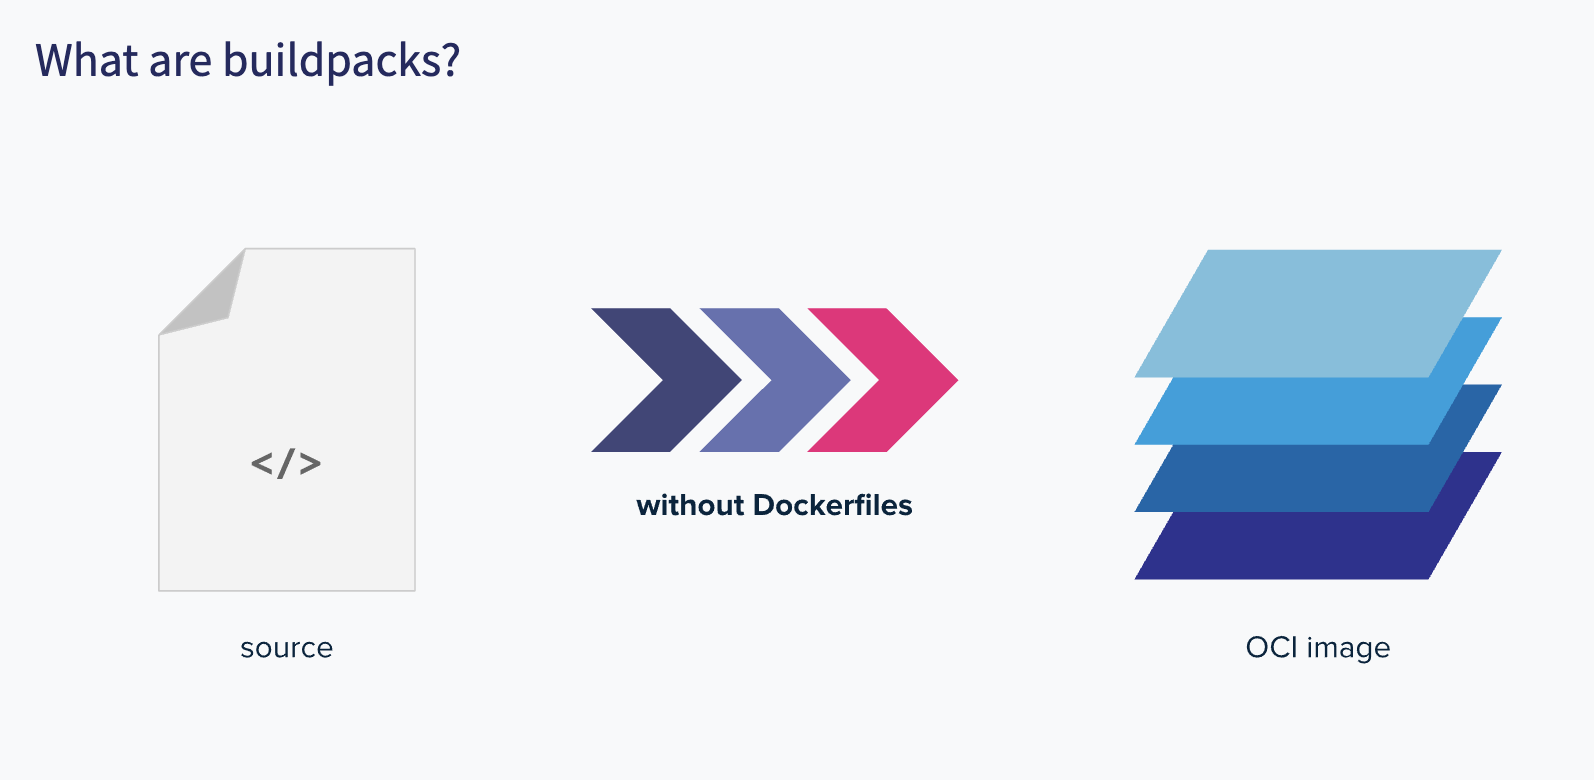 What are buildpacks?
</>
without Dockerfiles
source
OCI image